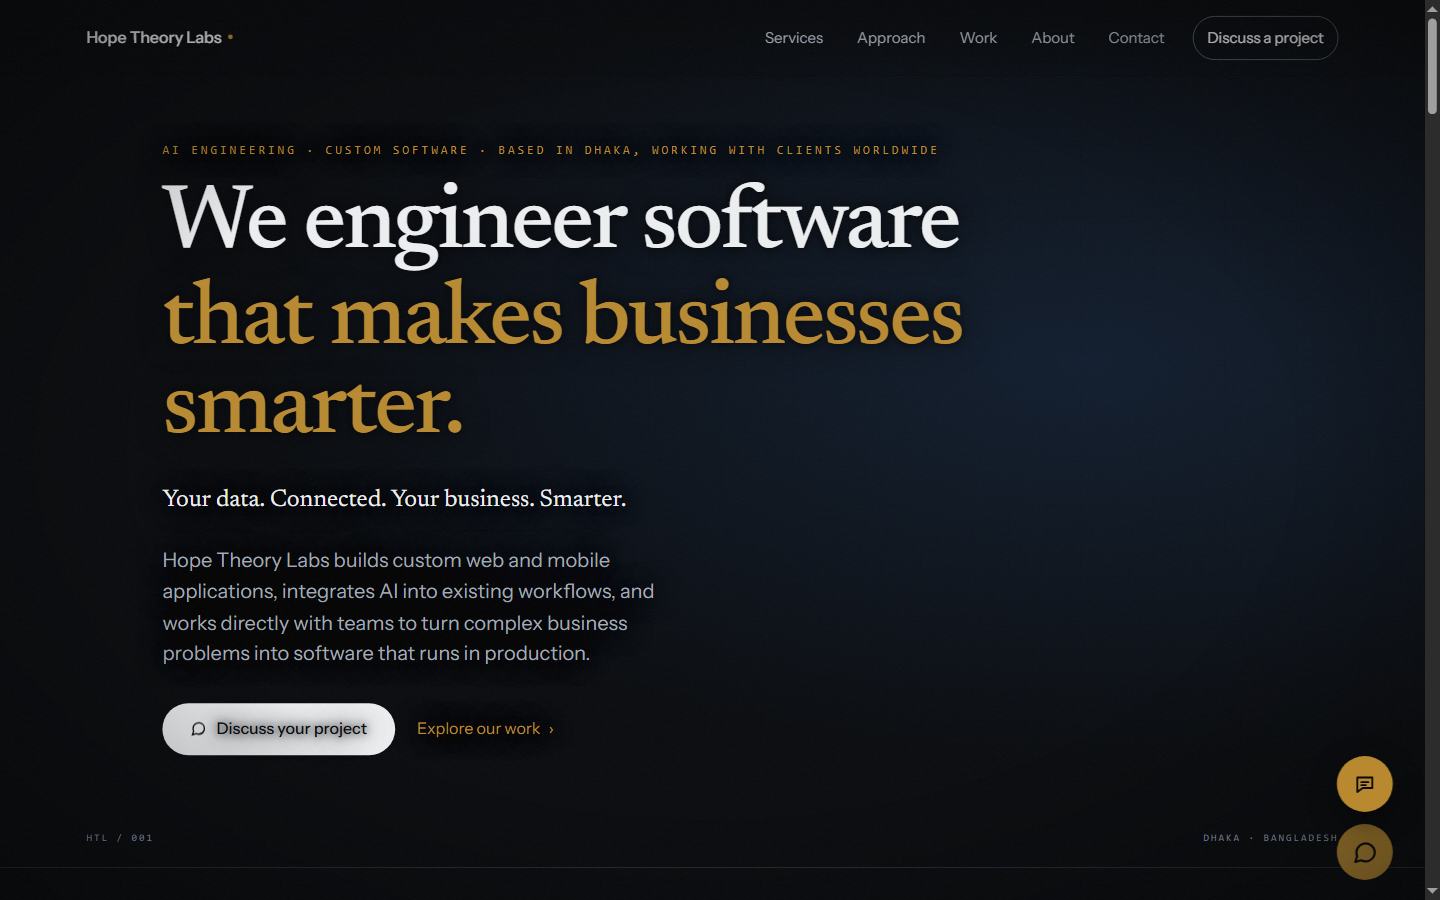 Hope Theory Labs
Services
Approach
Work
About
Contact
Discuss a project
AI ENGINEERING · CUSTOM SOFTWARE · BASED IN DHAKA, WORKING WITH CLIENTS WORLDWIDE
We engineer software
that makes businesses
smarter.
Your data. Connected. Your business. Smarter.
Hope Theory Labs builds custom web and mobile
applications, integrates AI into existing workflows, and
works directly with teams to turn complex business
problems into software that runs in production.
Discuss your project
Explore our work ›
HTL / 001
DHAKA · BANGLADESH